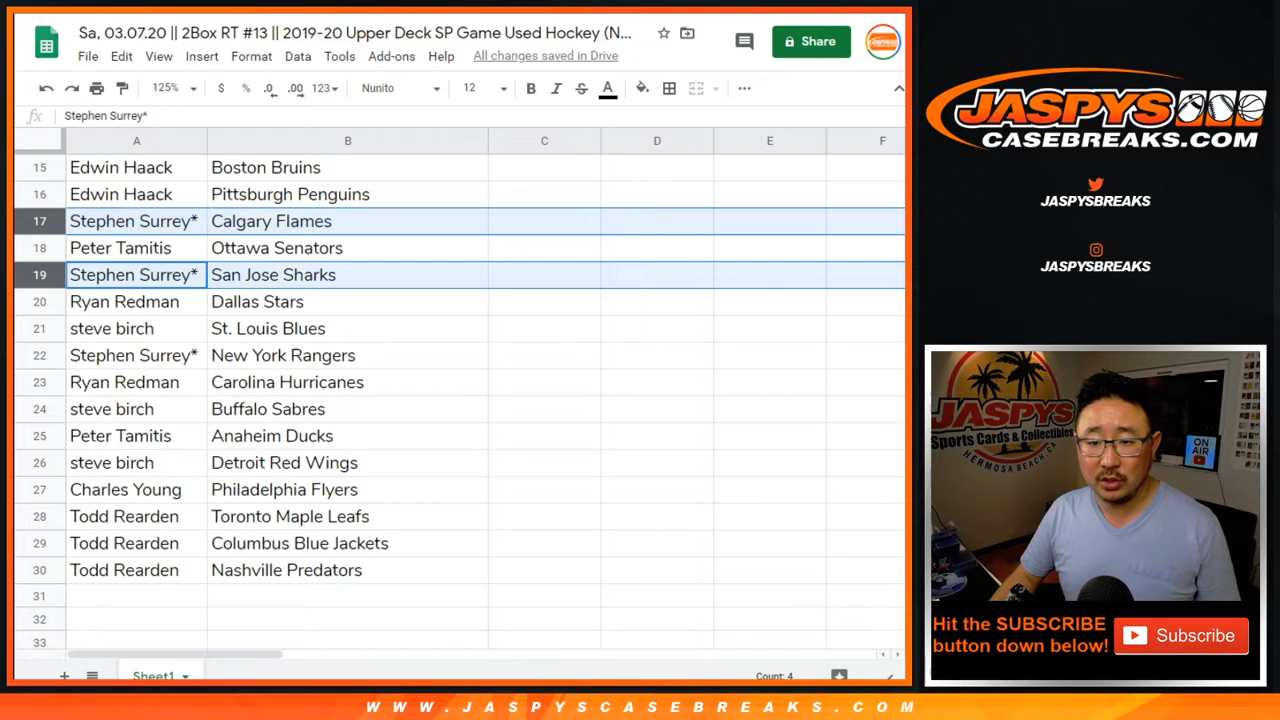 Sa, 03.07.20 || 2Box RT #13 || 2019-20 Upper Deck SP Game Used Hockey (N...
File Edit View Insert Format Data Tools Add-ons Help All changes saved in Drive
Share
125% $ % .0 .00 123 Nunito 12 B I S A
fx Stephen Surrey*
A B C D E F
15 Edwin Haack Boston Bruins
16 Edwin Haack Pittsburgh Penguins
17 Stephen Surrey* Calgary Flames
18 Peter Tamitis Ottawa Senators
19 Stephen Surrey* San Jose Sharks
20 Ryan Redman Dallas Stars
21 steve birch St. Louis Blues
22 Stephen Surrey* New York Rangers
23 Ryan Redman Carolina Hurricanes
24 steve birch Buffalo Sabres
25 Peter Tamitis Anaheim Ducks
26 steve birch Detroit Red Wings
27 Charles Young Philadelphia Flyers
28 Todd Rearden Toronto Maple Leafs
29 Todd Rearden Columbus Blue Jackets
30 Todd Rearden Nashville Predators
31
32
33
Sheet1 Count: 4
JASPYS
CASEBREAKS.COM
JASPYSBREAKS
JASPYSBREAKS
JASPYS
Sports Cards & Collectibles
HERMOSA BEACH, CA
ON
AIR
Hit the SUBSCRIBE
button down below!
Subscribe
WWW.JASPYSCASEBREAKS.COM